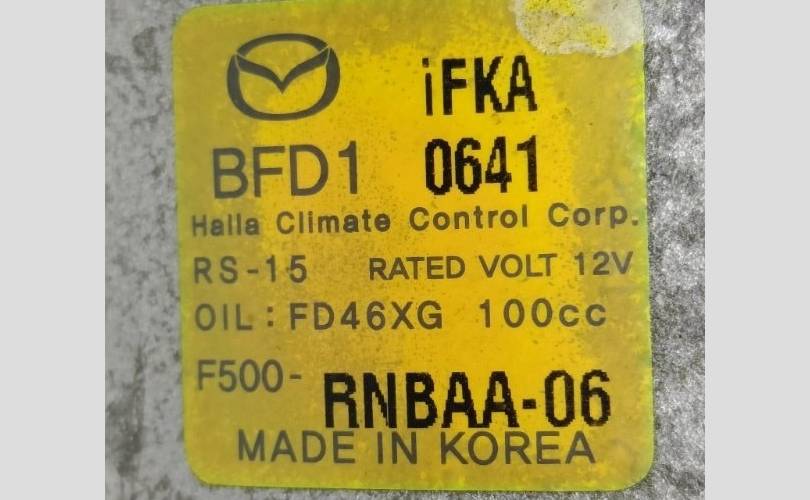 iFKA
BFD1 0641
Halla Climate Control Corp.
RS-15 RATED VOLT 12V
OIL: FD46XG 100cc
F500-RNBAA-06
MADE IN KOREA